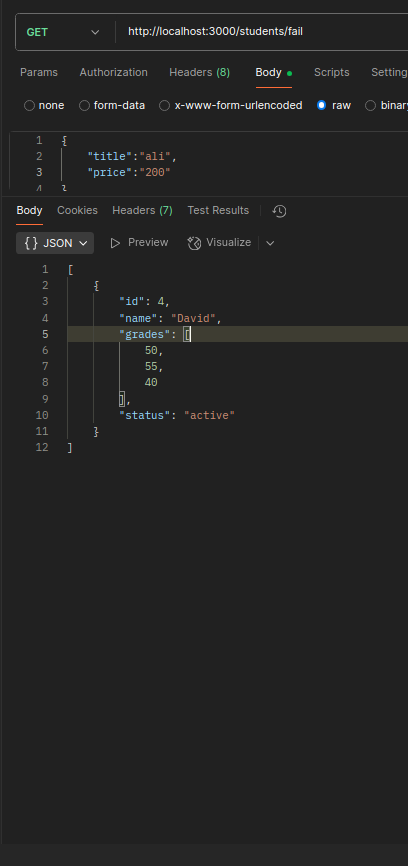 GET http://localhost:3000/students/fail
Params Authorization Headers (8) Body Scripts Setting
none form-data x-www-form-urlencoded raw binary
1 {
2 "title":"ali",
3 "price":"200"
4 }
Body Cookies Headers (7) Test Results
{} JSON Preview Visualize
1 [
2 {
3 "id": 4,
4 "name": "David",
5 "grades": [
6 50,
7 55,
8 40
9 ],
10 "status": "active"
11 }
12 ]